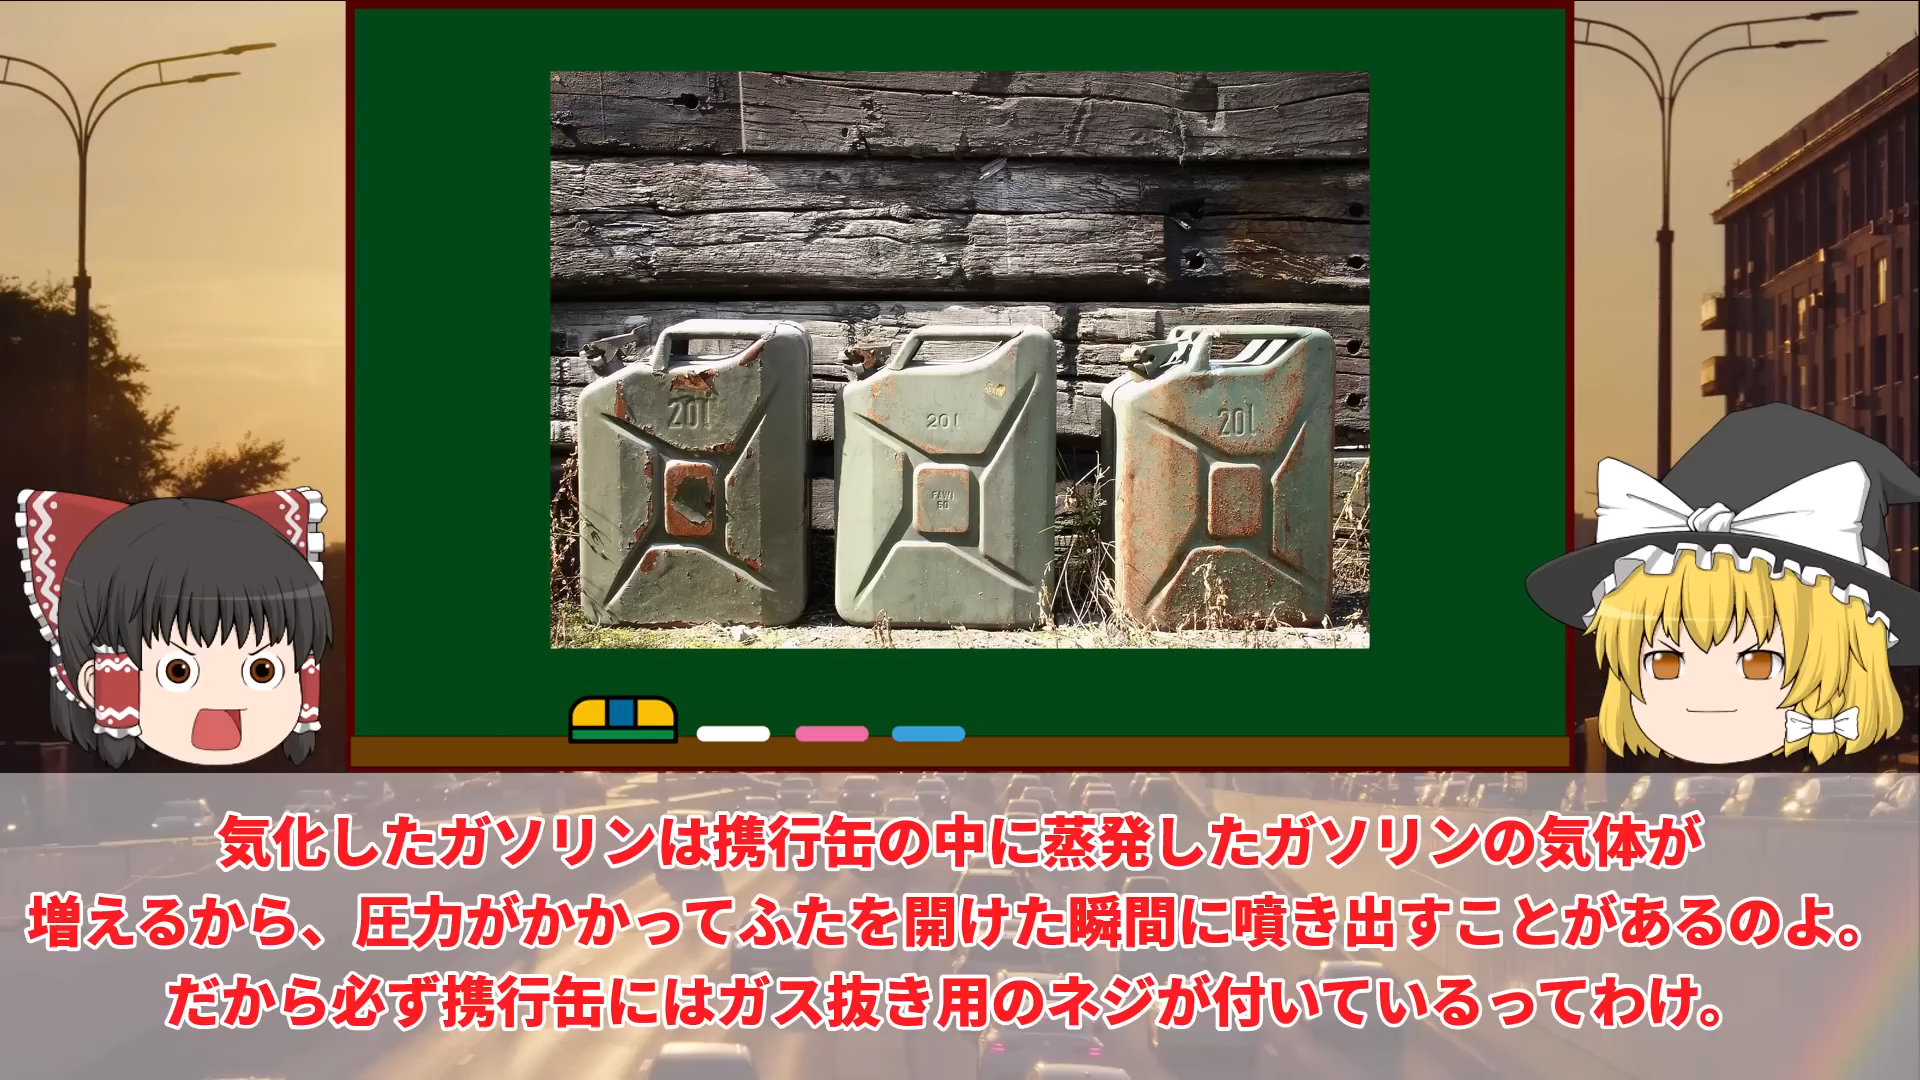 20l
20l
20l
FAWI
60
気化したガソリンは携行缶の中に蒸発したガソリンの気体が
増えるから、圧力がかかってふたを開けた瞬間に噴き出すことがあるのよ。
だから必ず携行缶にはガス抜き用のネジが付いているってわけ。